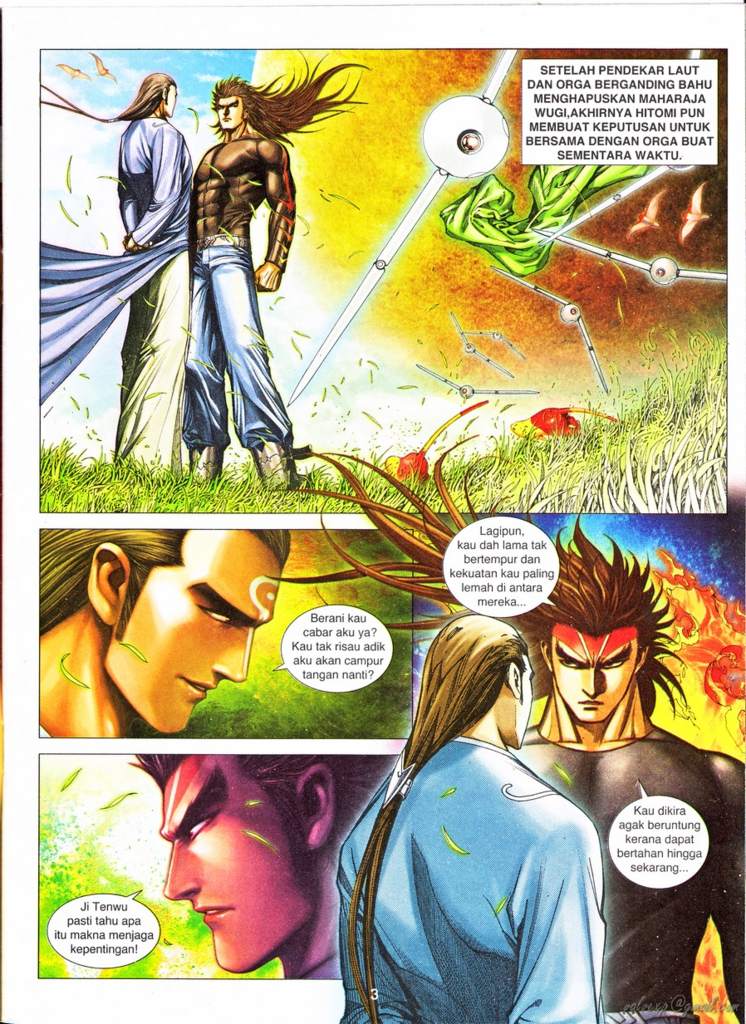 SETELAH PENDEKAR LAUT
DAN ORGA BERGANDING BAHU
MENGHAPUSKAN MAHARAJA
WUGI,AKHIRNYA HITOMI PUN
MEMBUAT KEPUTUSAN UNTUK
BERSAMA DENGAN ORGA BUAT
SEMENTARA WAKTU.
Berani kau
cabar aku ya?
Kau tak risau adik
aku akan campur
tangan nanti?
Lagipun,
kau dah lama tak
bertempur dan
kekuatan kau paling
lemah di antara
mereka...
Kau dikira
agak beruntung
kerana dapat
bertahan hingga
sekarang...
Ji Tenwu
pasti tahu apa
itu makna menjaga
kepentingan!
3